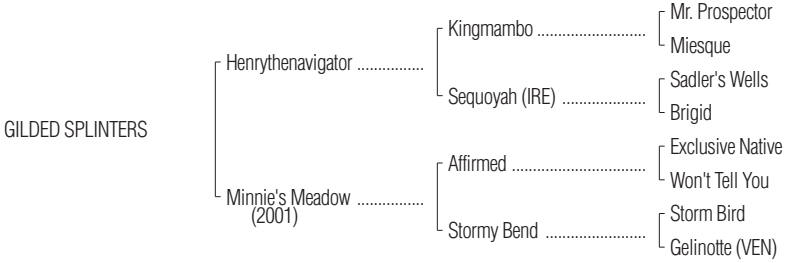 Mr. Prospector
Kingmambo ........................
Miesque
Henrythenavigator ................
Sadler's Wells
Sequoyah (IRE) ....................
Brigid
GILDED SPLINTERS
Exclusive Native
Affirmed ................................
Won't Tell You
Minnie's Meadow ................
(2001)
Storm Bird
Stormy Bend ........................
Gelinotte (VEN)